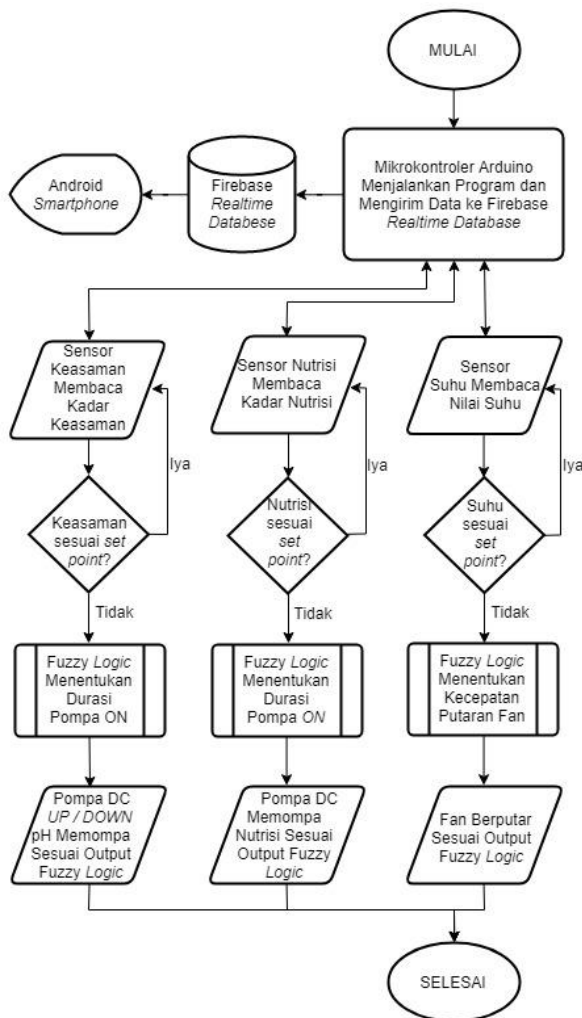 MULAI
Mikrokontroler Arduino
Menjalankan Program dan
Mengirim Data ke Firebase
Realtime Database
Firebase
Realtime
Databese
Android
Smartphone
Sensor
Keasaman
Membaca
Kadar
Keasaman
Iya
Keasaman
sesuai set
point?
Tidak
Fuzzy Logic
Menentukan
Durasi
Pompa ON
Pompa DC
UP / DOWN
pH Memompa
Sesuai Output
Fuzzy Logic
Sensor Nutrisi
Membaca
Kadar Nutrisi
Iya
Nutrisi
sesuai
set
point?
Tidak
Fuzzy Logic
Menentukan
Durasi
Pompa ON
Pompa DC
Memompa
Nutrisi Sesuai
Output Fuzzy
Logic
Sensor
Suhu Membaca
Nilai Suhu
Iya
Suhu
sesuai
set
point?
Tidak
Fuzzy Logic
Menentukan
Kecepatan
Putaran Fan
Fan Berputar
Sesuai Output
Fuzzy Logic
SELESAI